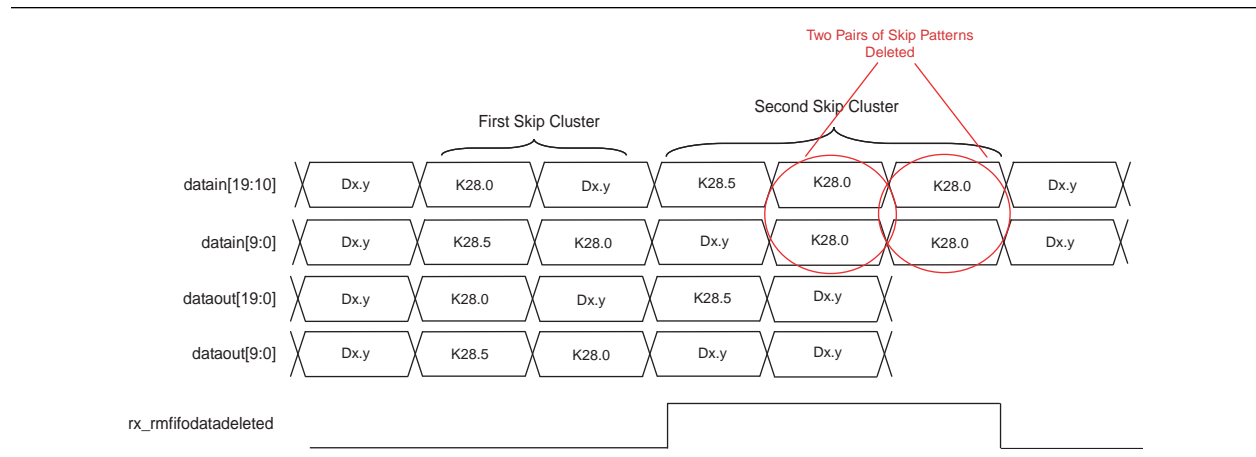 Two Pairs of Skip Patterns
Deleted
Second Skip Cluster
First Skip Cluster
datain[19:10] Dx.y K28.0 Dx.y K28.5 K28.0 K28.0 Dx.y
datain[9:0] Dx.y K28.5 K28.0 Dx.y K28.0 K28.0 Dx.y
dataout[19:0] Dx.y K28.0 Dx.y K28.5 Dx.y
dataout[9:0] Dx.y K28.5 K28.0 Dx.y Dx.y
rx_rmfifodatadeleted